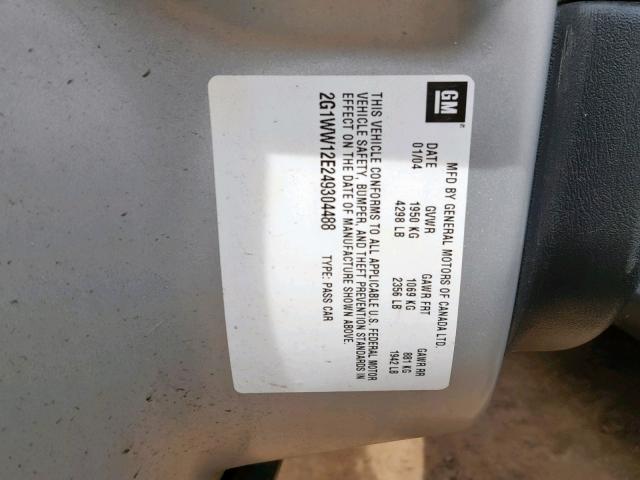 GM
MFD BY GENERAL MOTORS OF CANADA LTD.
DATE GVWR GAWR FRT GAWR RR
01/04 1950 KG 1069 KG 881 KG
4298 LB 2356 LB 1942 LB
THIS VEHICLE CONFORMS TO ALL APPLICABLE U.S. FEDERAL MOTOR
VEHICLE SAFETY, BUMPER, AND THEFT PREVENTION STANDARDS IN
EFFECT ON THE DATE OF MANUFACTURE SHOWN ABOVE.
2G1WW12E249304488 TYPE: PASS CAR